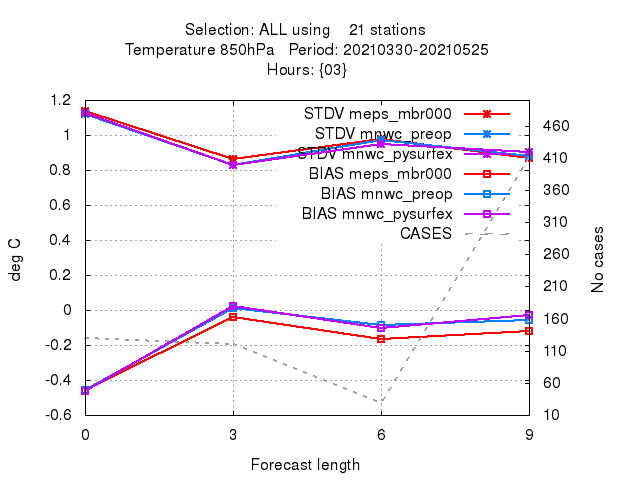 Selection: ALL using    21 stations
Temperature 850hPa   Period: 20210330-20210525
Hours: {03}
1.2
1
0.8
0.6
0.4
0.2
0
-0.2
-0.4
-0.6
deg C
STDV meps_mbr000
STDV mnwc_preop
STDV mnwc_pysurfex
BIAS meps_mbr000
BIAS mnwc_preop
BIAS mnwc_pysurfex
CASES
460
410
360
310
260
210
160
110
60
10
No cases
0 3 6 9
Forecast length